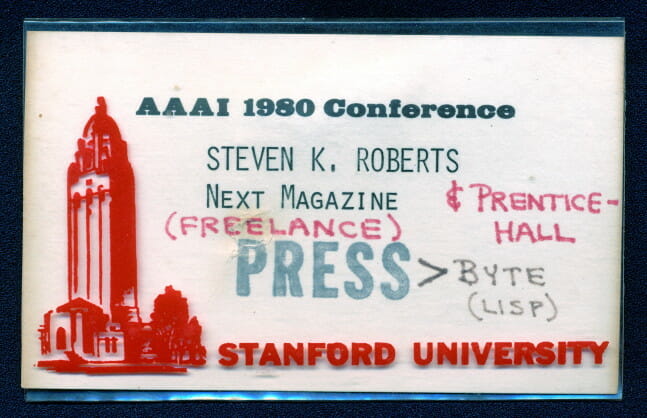 AAAI 1980 Conference
STEVEN K. ROBERTS
NEXT MAGAZINE & PRENTICE-
(FREELANCE) HALL
PRESS > BYTE
(LISP)
STANFORD UNIVERSITY